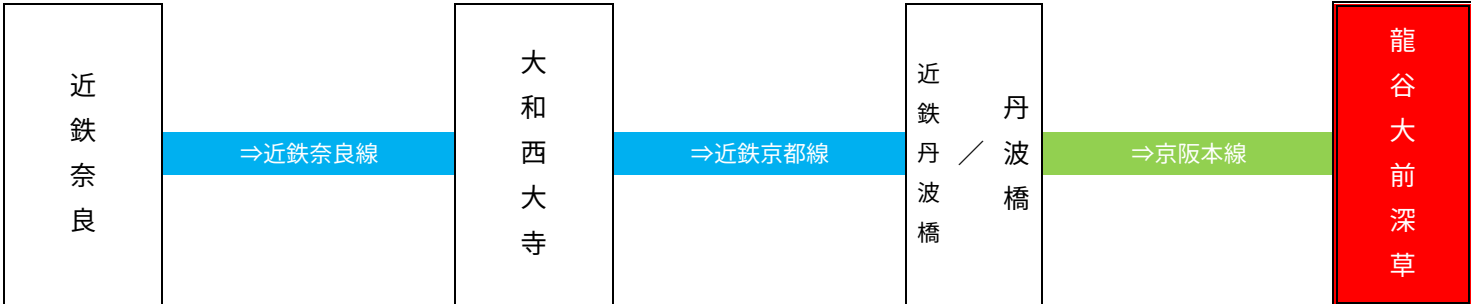 近鉄奈良
⇒近鉄奈良線
大和西大寺
⇒近鉄京都線
近鉄丹波橋
／
丹波橋
⇒京阪本線
龍谷大前深草